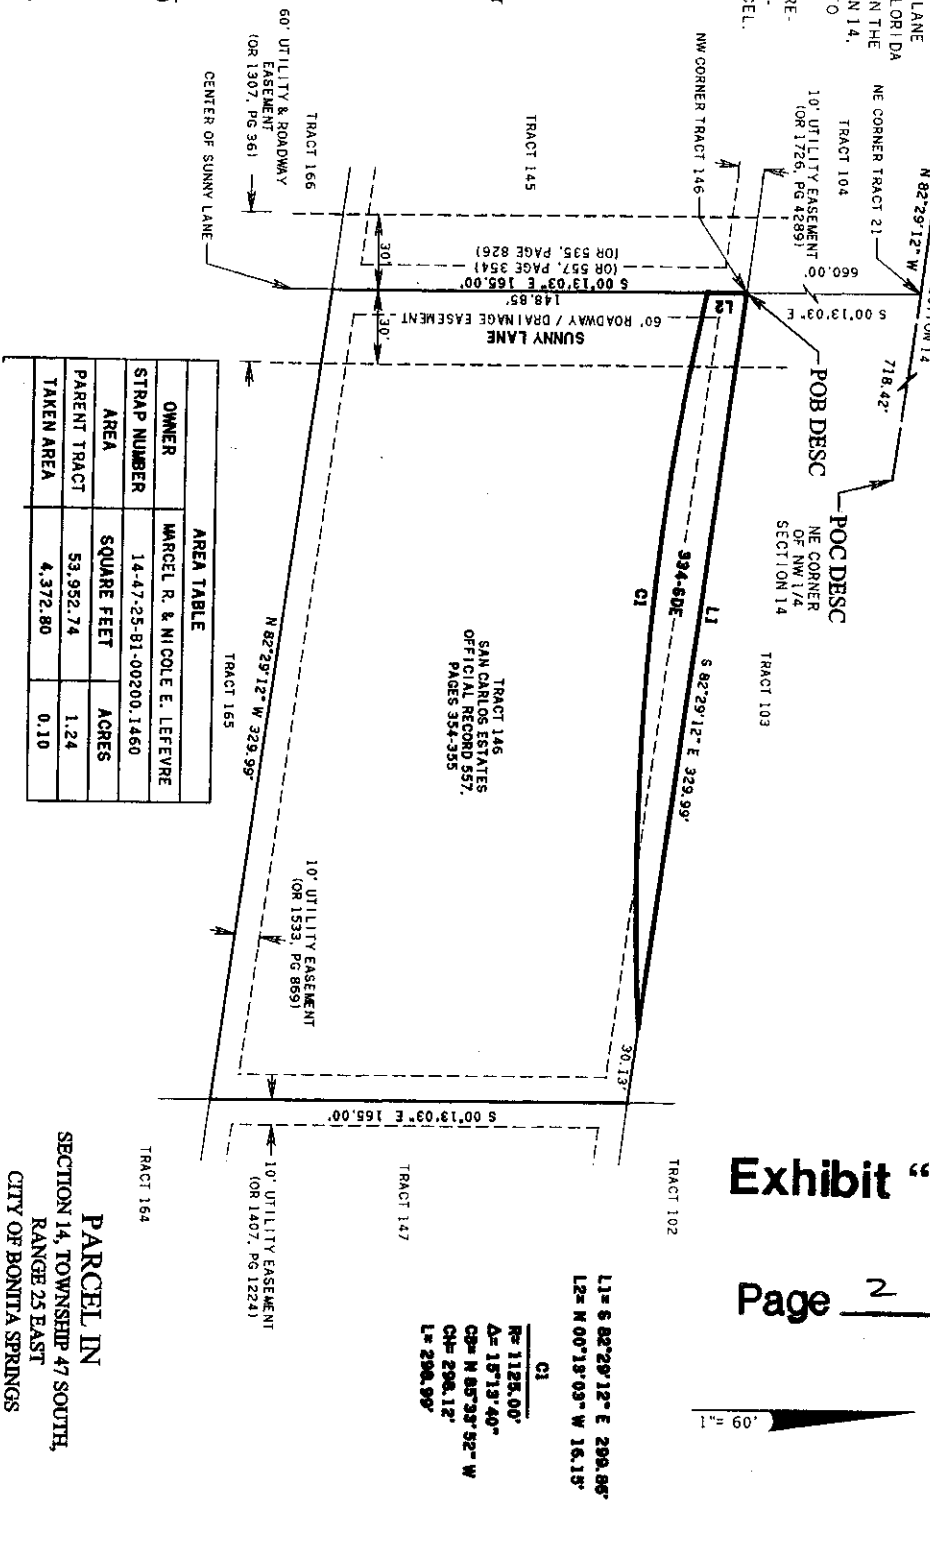 LANE
LORIDA
N THE
N 14,
TO
RE-
CEL.
N 82°29'12" W
718.42'
NE CORNER TRACT 21
TRACT 104
10' UTILITY EASEMENT
(OR 1726, PG 4289)
660.00'
S 00°13'03" E
NW CORNER TRACT 146
POB DESC
POC DESC
NE CORNER
OF NW 1/4
SECTION 14
TRACT 103
TRACT 102
TRACT 145
TRACT 166
60' UTILITY & ROADWAY
EASEMENT
(OR 1307, PG 36)
CENTER OF SUNNY LANE
30'
30'
(OR 535, PAGE 826)
(OR 557, PAGE 354)
S 00°13'03" E 165.00'
148.85'
60' ROADWAY / DRAINAGE EASEMENT
SUNNY LANE
L2
L1
S 82°29'12" E 329.99'
334-6DE
C1
30.13'
TRACT 146
SAN CARLOS ESTATES
OFFICIAL RECORD 557,
PAGES 354-355
N 82°29'12" W 329.99'
TRACT 165
10' UTILITY EASEMENT
(OR 1533, PG 869)
S 00°13'03" E 165.00'
10' UTILITY EASEMENT
(OR 1407, PG 1224)
TRACT 147
TRACT 164
AREA TABLE
OWNER MARCEL R. & NICOLE E. LEFEVRE
STRAP NUMBER 14-47-25-B1-00200.1460
AREA SQUARE FEET ACRES
PARENT TRACT 53,952.74 1.24
TAKEN AREA 4,372.80 0.10
L1= S 82°29'12" E 299.86'
L2= N 00°13'03" W 16.15'
C1
R= 1125.00'
Δ= 15°13'40"
CB= N 85°33'52" W
CH= 298.12'
L= 298.99'
Exhibit "
Page 2
1"= 60'
PARCEL IN
SECTION 14, TOWNSHIP 47 SOUTH,
RANGE 25 EAST
CITY OF BONITA SPRINGS